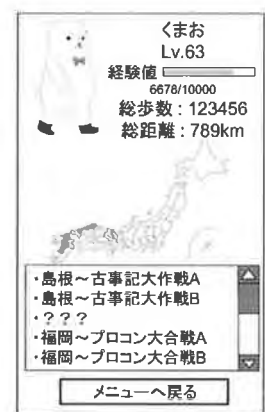 くまお
Lv.63
経験値
6678/10000
総歩数：123456
総距離：789km
・島根～古事記大作戦A
・島根～古事記大作戦B
・？？？
・福岡～プロコン大合戦A
・福岡～プロコン大合戦B
メニューへ戻る